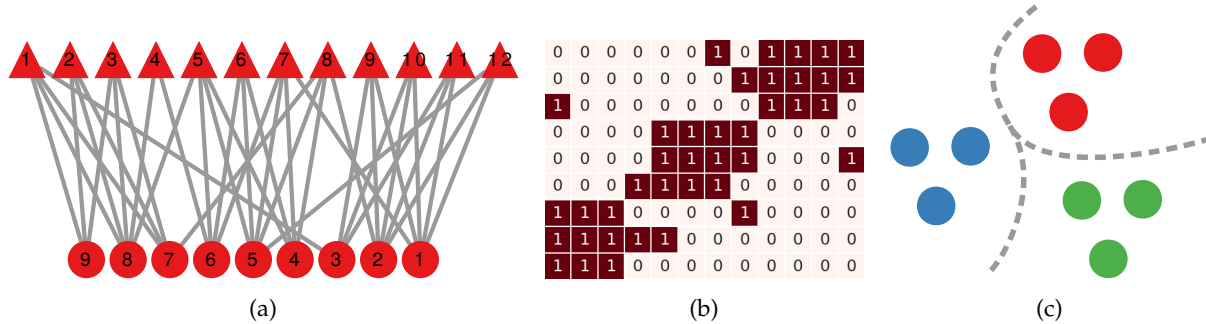 1 2 3 4 5 6 7 8 9 10 11 12
9 8 7 6 5 4 3 2 1
(a)
0 0 0 0 0 0 1 0 1 1 1 1
0 0 0 0 0 0 0 1 1 1 1 1
1 0 0 0 0 0 0 0 1 1 1 0
0 0 0 0 1 1 1 1 0 0 0 0
0 0 0 0 1 1 1 1 0 0 0 1
0 0 0 1 1 1 1 0 0 0 0 0
1 1 1 0 0 0 0 1 0 0 0 0
1 1 1 1 1 0 0 0 0 0 0 0
1 1 1 0 0 0 0 0 0 0 0 0
(b)
(c)